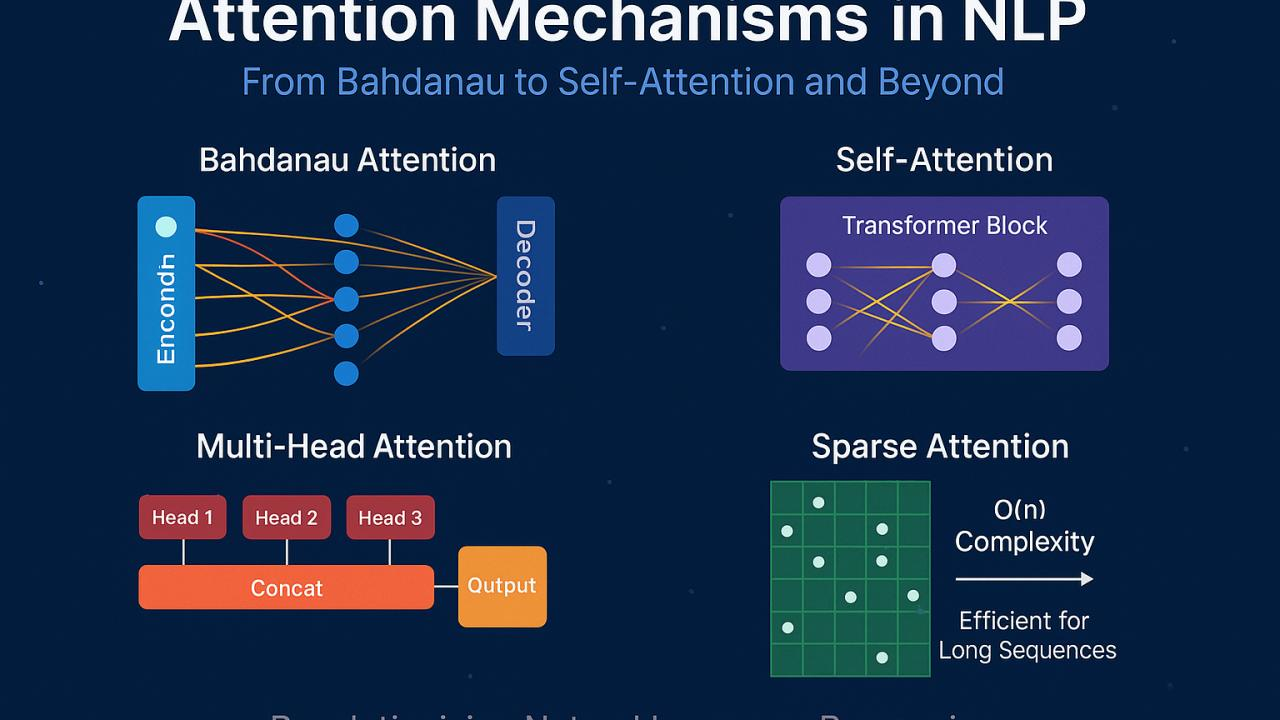 Attention Mechanisms in NLP
From Bahdanau to Self-Attention and Beyond
Bahdanau Attention
Encondn
Decoder
Self-Attention
Transformer Block
Multi-Head Attention
Head 1 Head 2 Head 3
Concat
Qutput
Sparse Attention
O(n)
Complexity
Efficient for
Long Sequences